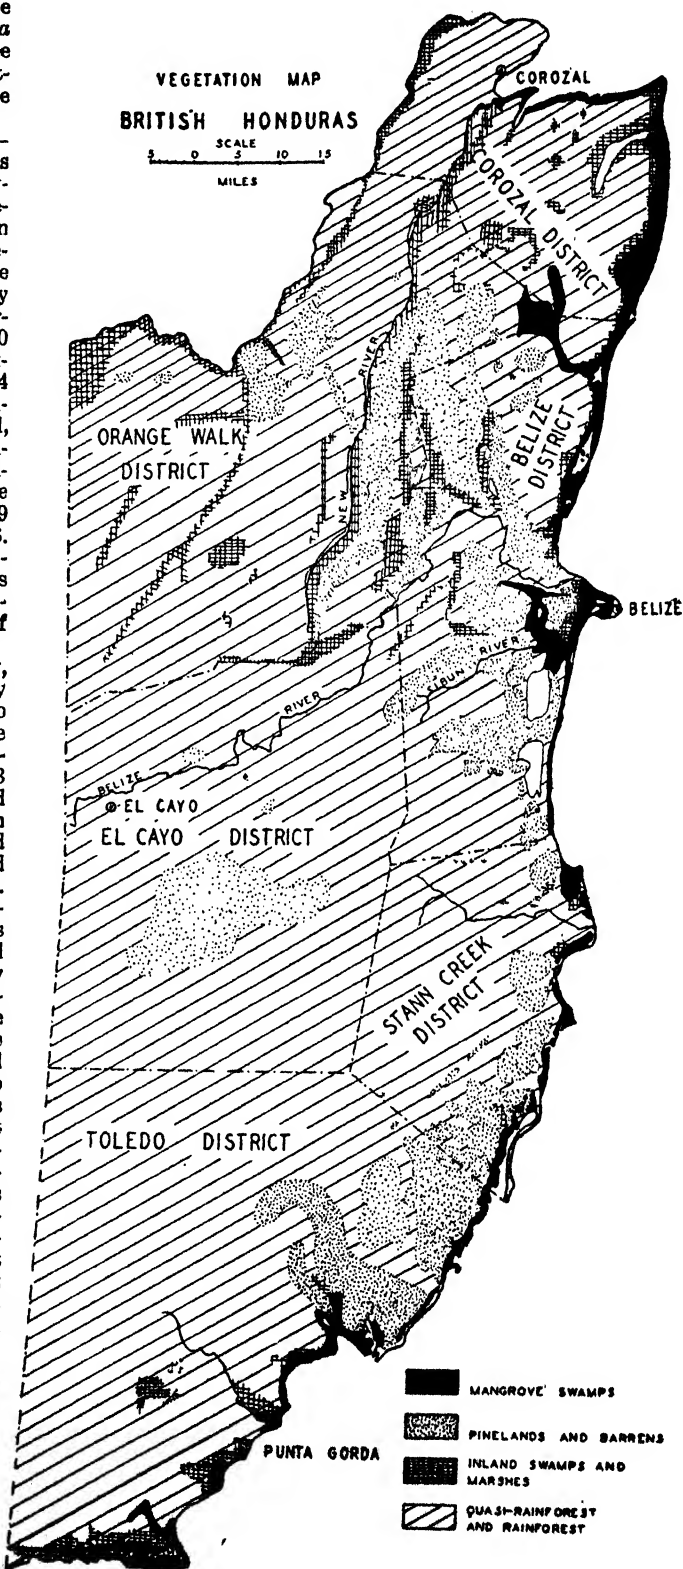 VEGETATION MAP
BRITISH HONDURAS
SCALE
5 0 5 10 15
MILES
COROZAL
COROZAL DISTRICT
RIVER
NEW
ORANGE WALK
DISTRICT
BELIZE
DISTRICT
BELIZE
SIBUN RIVER
RIVER
BELIZE
EL CAYO
EL CAYO DISTRICT
STANN CREEK
DISTRICT
TOLEDO DISTRICT
PUNTA GORDA
MANGROVE SWAMPS
PINELANDS AND BARRENS
INLAND SWAMPS AND
MARSHES
QUASI-RAINFOREST
AND RAINFOREST